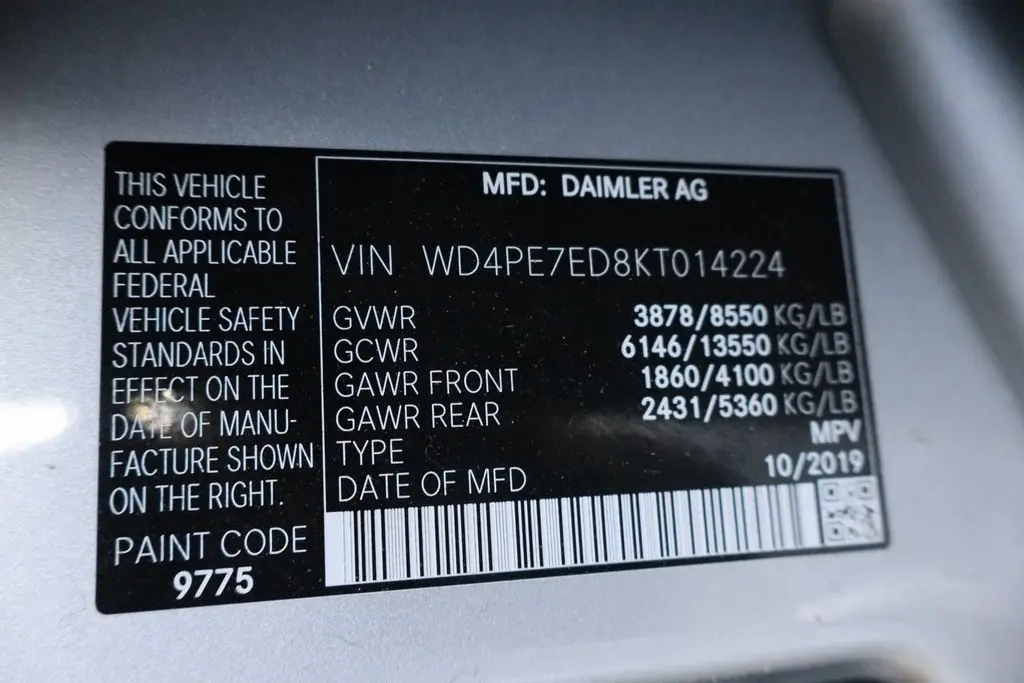 THIS VEHICLE
CONFORMS TO
ALL APPLICABLE
FEDERAL
VEHICLE SAFETY
STANDARDS IN
EFFECT ON THE
DATE OF MANU-
FACTURE SHOWN
ON THE RIGHT.
PAINT CODE
9775
MFD: DAIMLER AG
VIN WD4PE7ED8KT014224
GVWR 3878/8550 KG/LB
GCWR 6146/13550 KG/LB
GAWR FRONT 1860/4100 KG/LB
GAWR REAR 2431/5360 KG/LB
TYPE MPV
DATE OF MFD 10/2019